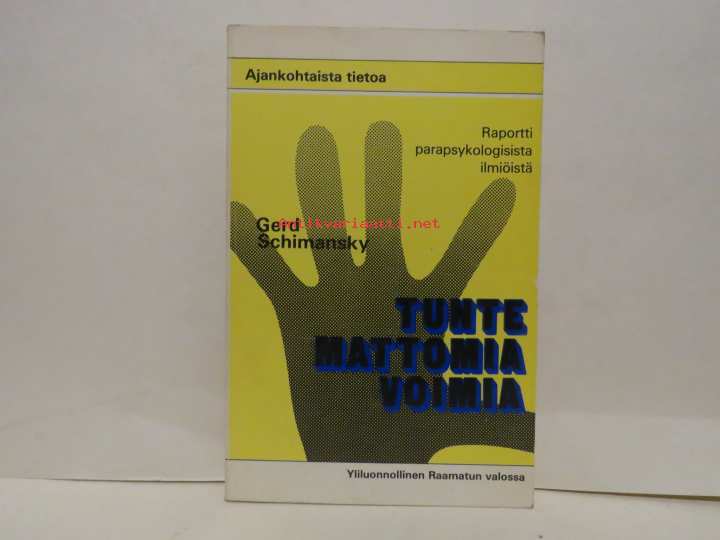 Ajankohtaista tietoa
Raportti
parapsykologisista
ilmiöistä
Antikvariaatti.net
Gerd
Schimansky
TUNTE
MATTOMIA
VOIMIA
Yliluonnollinen Raamatun valossa